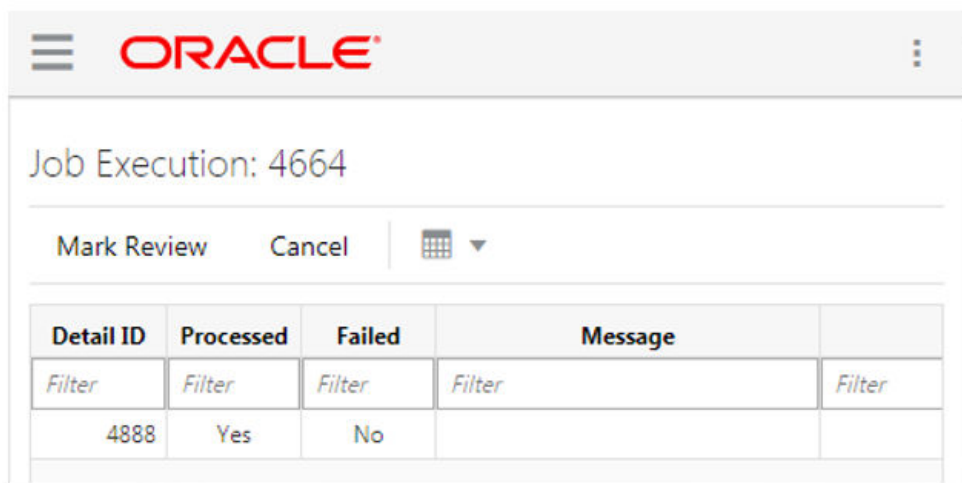 ORACLE
Job Execution: 4664
Mark Review Cancel
Detail ID Processed Failed Message
Filter Filter Filter Filter Filter
4888 Yes No